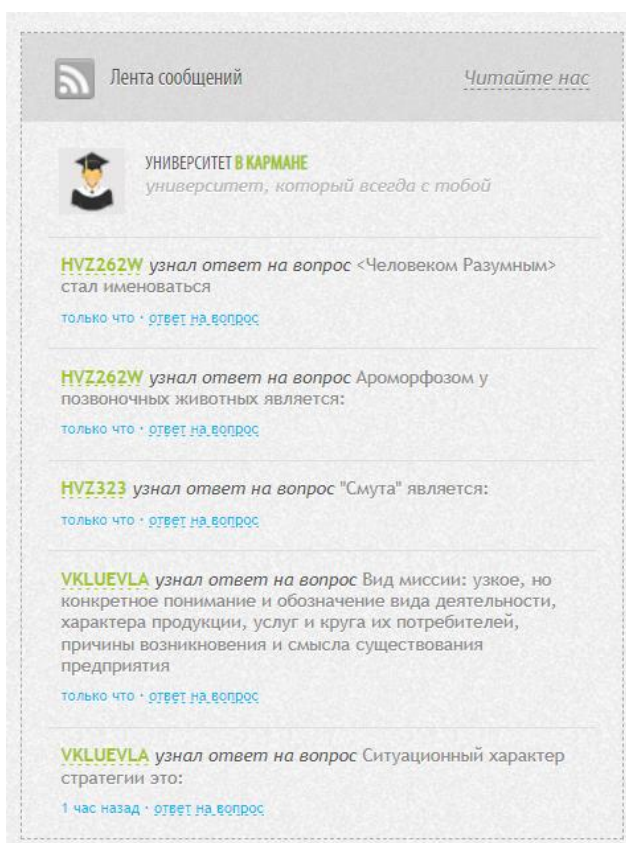 Лента сообщений
Читайте нас
УНИВЕРСИТЕТ В КАРМАНЕ
университет, который всегда с тобой
HVZ262W узнал ответ на вопрос <Человеком Разумным>
стал именоваться
только что · ответ на вопрос
HVZ262W узнал ответ на вопрос Ароморфозом у
позвоночных животных является:
только что · ответ на вопрос
HVZ323 узнал ответ на вопрос "Смута" является:
только что · ответ на вопрос
VKLUEVLA узнал ответ на вопрос Вид миссии: узкое, но
конкретное понимание и обозначение вида деятельности,
характера продукции, услуг и круга их потребителей,
причины возникновения и смысла существования
предприятия
только что · ответ на вопрос
VKLUEVLA узнал ответ на вопрос Ситуационный характер
стратегии это:
1 час назад · ответ на вопрос